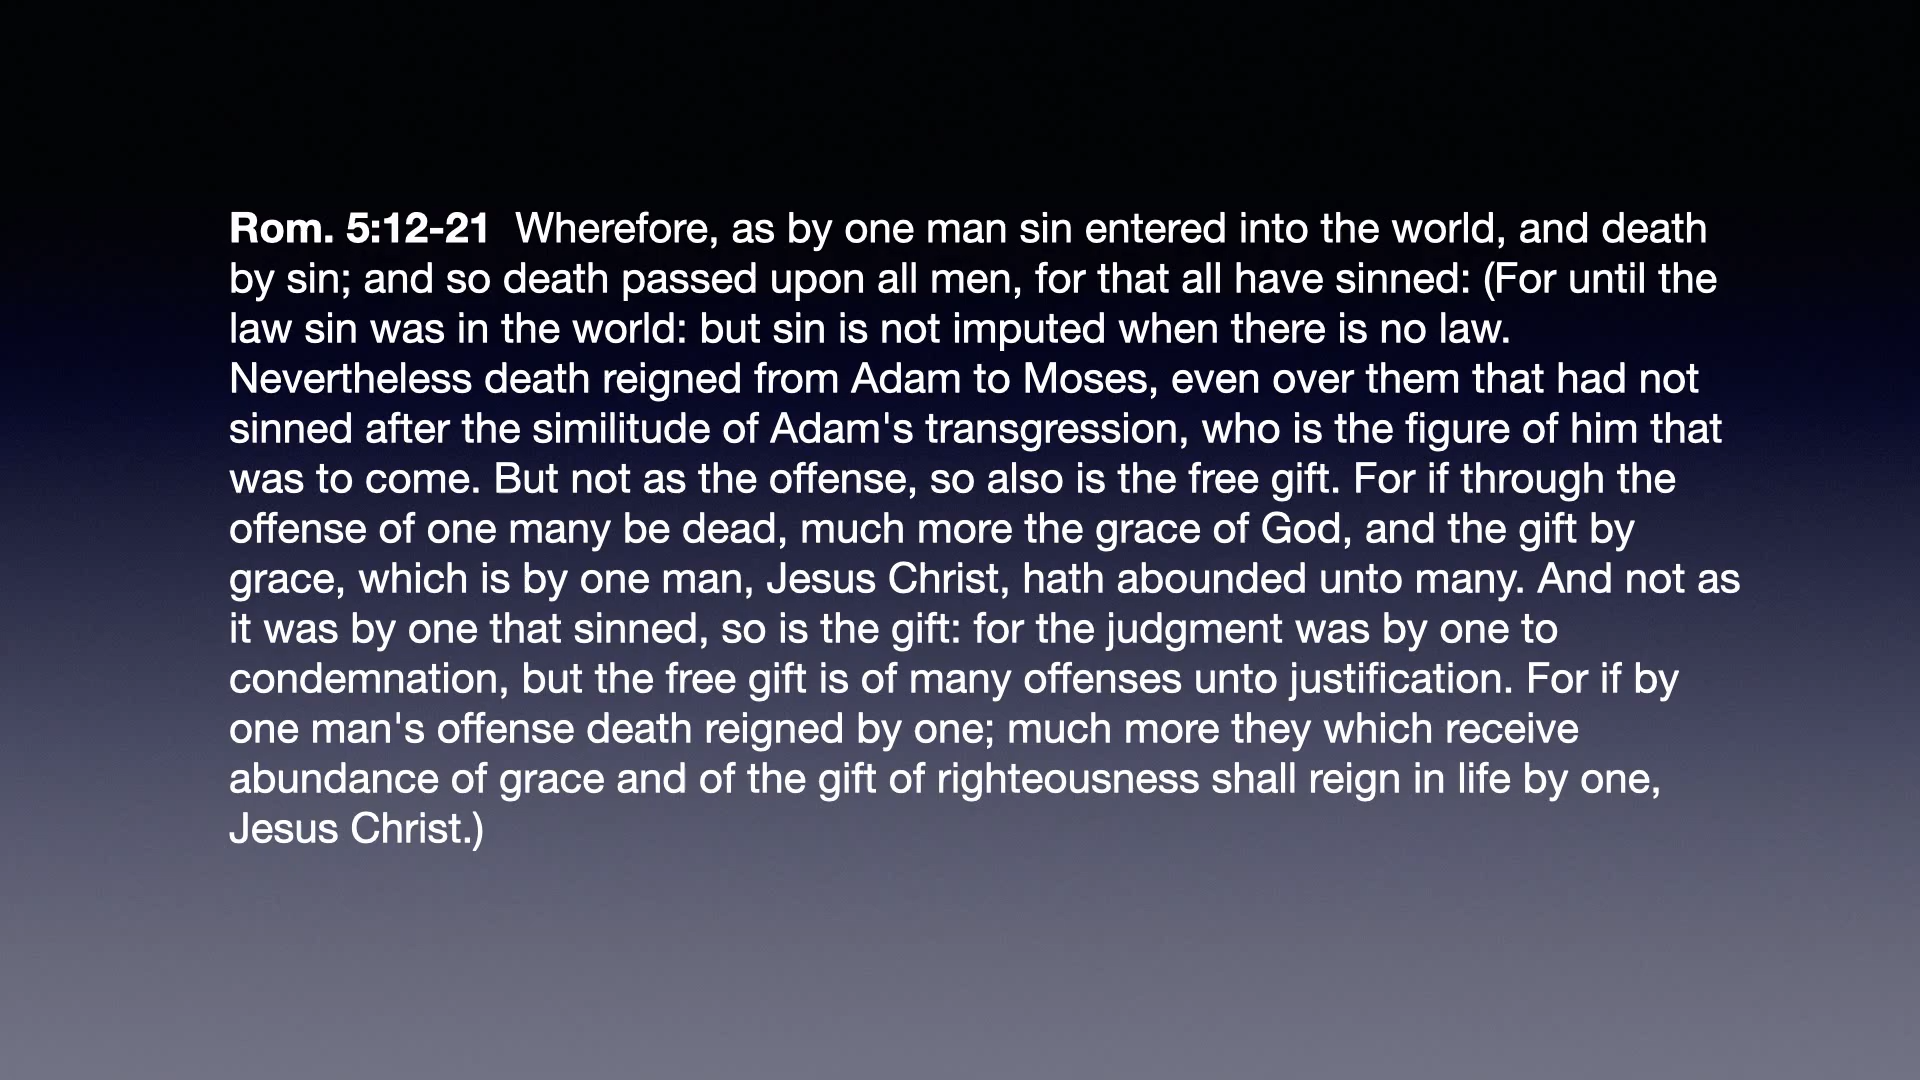 Rom. 5:12-21  Wherefore, as by one man sin entered into the world, and death
by sin; and so death passed upon all men, for that all have sinned: (For until the
law sin was in the world: but sin is not imputed when there is no law.
Nevertheless death reigned from Adam to Moses, even over them that had not
sinned after the similitude of Adam's transgression, who is the figure of him that
was to come. But not as the offense, so also is the free gift. For if through the
offense of one many be dead, much more the grace of God, and the gift by
grace, which is by one man, Jesus Christ, hath abounded unto many. And not as
it was by one that sinned, so is the gift: for the judgment was by one to
condemnation, but the free gift is of many offenses unto justification. For if by
one man's offense death reigned by one; much more they which receive
abundance of grace and of the gift of righteousness shall reign in life by one,
Jesus Christ.)